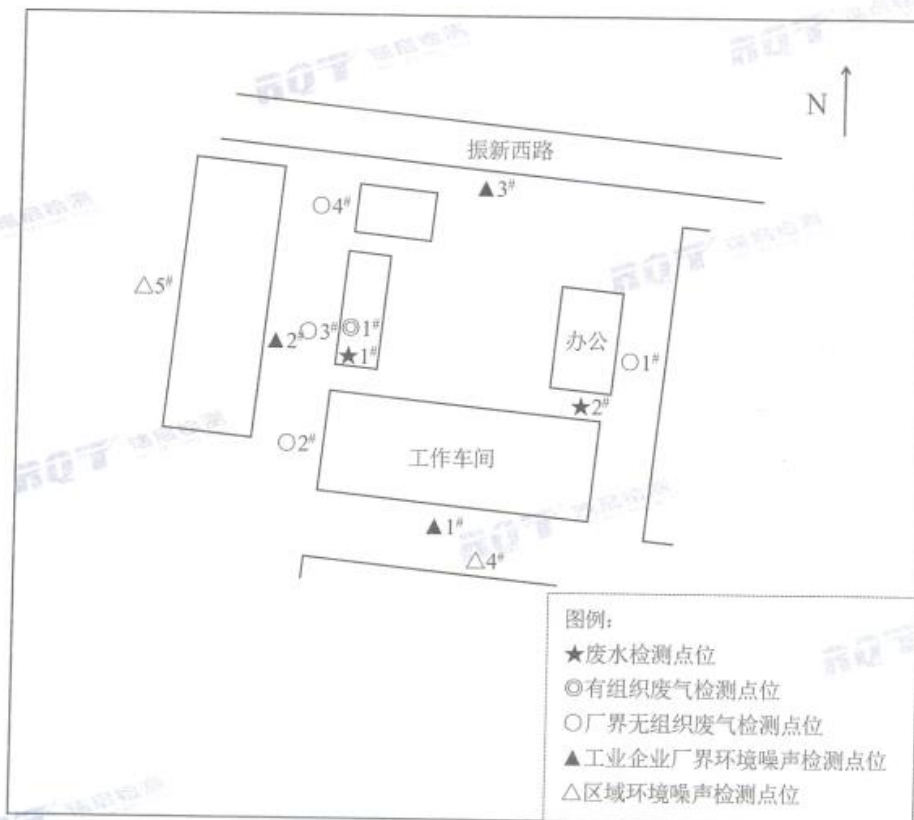 N
振新西路
▲3#
○4#
△5#
▲2#
○3#
◎1#
★1#
办公
○1#
★2#
○2#
工作车间
▲1#
△4#
图例:
★废水检测点位
◎有组织废气检测点位
○厂界无组织废气检测点位
▲工业企业厂界环境噪声检测点位
△区域环境噪声检测点位